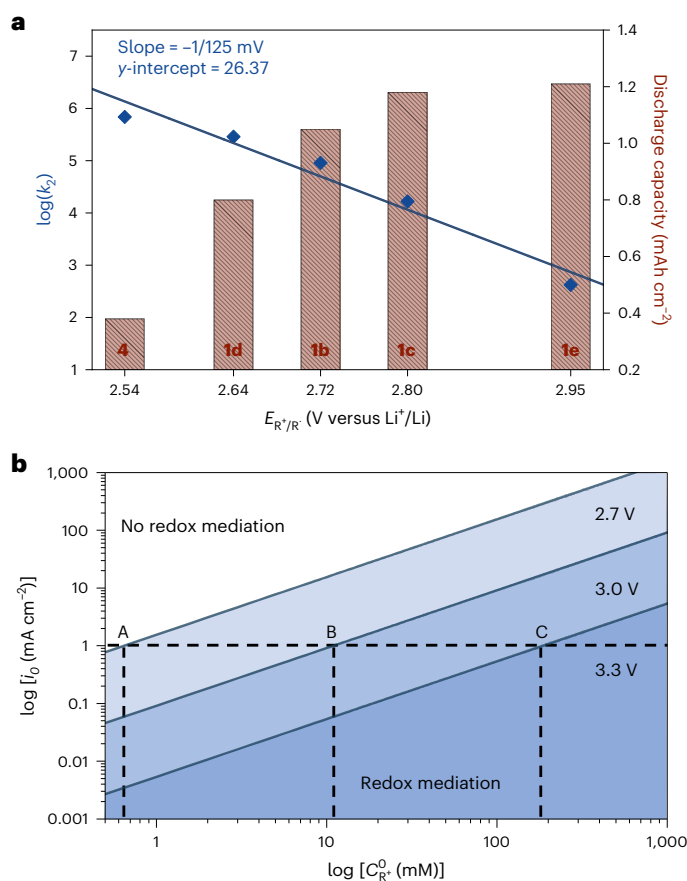 a
Slope = –1/125 mV
y-intercept = 26.37
7
6
5
4
3
2
1
log(k₂)
1.4
1.2
1.0
0.8
0.6
0.4
0.2
Discharge capacity (mAh cm⁻²)
4 1d 1b 1c 1e
2.54 2.64 2.72 2.80 2.95
E_R⁺/R· (V versus Li⁺/Li)
b
1,000
100
10
1
0.1
0.01
0.001
log [i₀ (mA cm⁻²)]
No redox mediation
2.7 V
3.0 V
A B C
3.3 V
Redox mediation
1 10 100 1,000
log [C⁰_R⁺ (mM)]